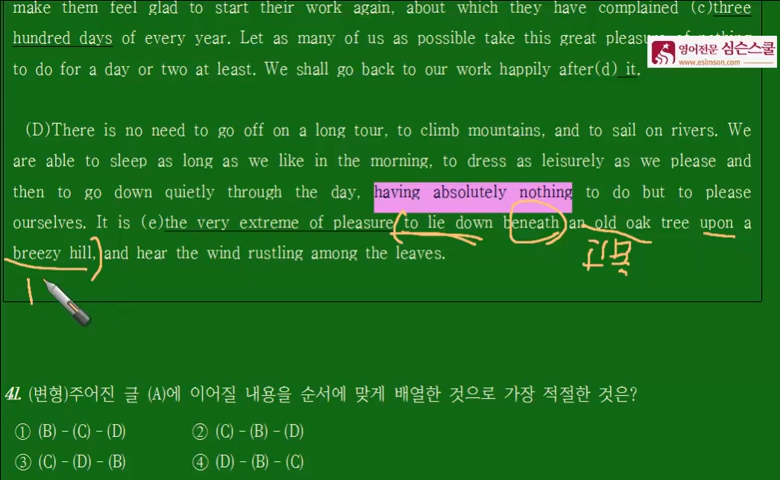 make them feel glad to start their work again, about which they have complained (c)three
hundred days of every year. Let as many of us as possible take this great pleasure of nothing
to do for a day or two at least. We shall go back to our work happily after(d) it.
영어전문 심슨스쿨
www.eslmson.com
(D)There is no need to go off on a long tour, to climb mountains, and to sail on rivers. We
are able to sleep as long as we like in the morning, to dress as leisurely as we please and
then to go down quietly through the day, having absolutely nothing to do but to please
ourselves. It is (e)the very extreme of pleasure to lie down beneath an old oak tree upon a
breezy hill, and hear the wind rustling among the leaves.
고목
41. (변형)주어진 글 (A)에 이어질 내용을 순서에 맞게 배열한 것으로 가장 적절한 것은?
① (B) - (C) - (D) ② (C) - (B) - (D)
③ (C) - (D) - (B) ④ (D) - (B) - (C)